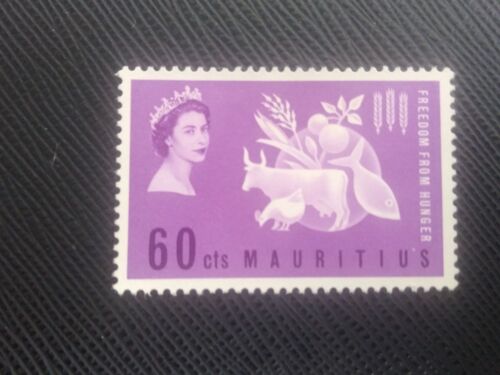 FREEDOM FROM HUNGER
60 cts MAURITIUS